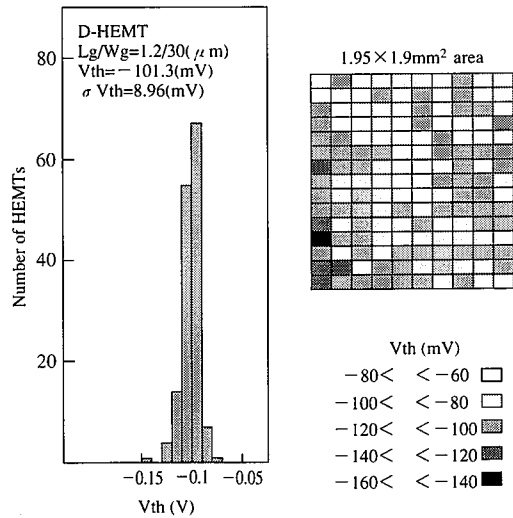 80
60
40
20
Number of HEMTs
D-HEMT
Lg/Wg=1.2/30(μm)
Vth=−101.3(mV)
σ Vth=8.96(mV)
−0.15 −0.1 −0.05
Vth (V)
1.95×1.9mm² area
Vth (mV)
−80< <−60
−100< <−80
−120< <−100
−140< <−120
−160< <−140